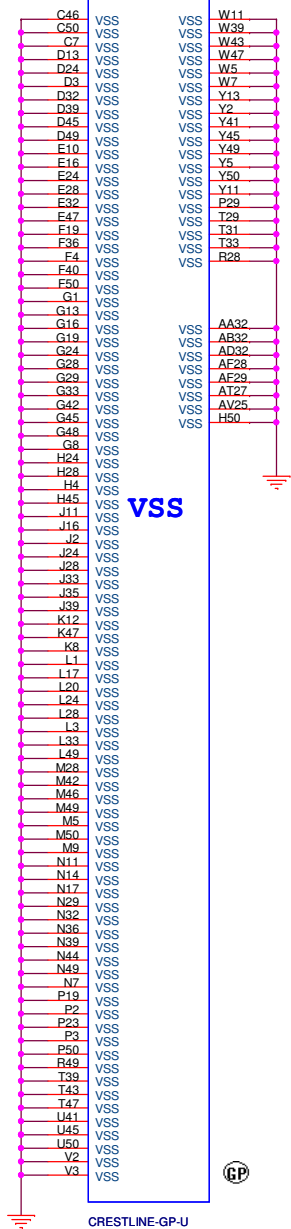 C46 VSS
C50 VSS
C7 VSS
D13 VSS
D24 VSS
D3 VSS
D32 VSS
D39 VSS
D45 VSS
D49 VSS
E10 VSS
E16 VSS
E24 VSS
E28 VSS
E32 VSS
E47 VSS
F19 VSS
F36 VSS
F4 VSS
F40 VSS
F50 VSS
G1 VSS
G13 VSS
G16 VSS
G19 VSS
G24 VSS
G28 VSS
G29 VSS
G33 VSS
G42 VSS
G45 VSS
G48 VSS
G8 VSS
H24 VSS
H28 VSS
H4 VSS
H45 VSS
J11 VSS
J16 VSS
J2 VSS
J24 VSS
J28 VSS
J33 VSS
J35 VSS
J39 VSS
K12 VSS
K47 VSS
K8 VSS
L1 VSS
L17 VSS
L20 VSS
L24 VSS
L28 VSS
L3 VSS
L33 VSS
L49 VSS
M28 VSS
M42 VSS
M46 VSS
M49 VSS
M5 VSS
M50 VSS
M9 VSS
N11 VSS
N14 VSS
N17 VSS
N29 VSS
N32 VSS
N36 VSS
N39 VSS
N44 VSS
N49 VSS
N7 VSS
P19 VSS
P2 VSS
P23 VSS
P3 VSS
P50 VSS
R49 VSS
T39 VSS
T43 VSS
T47 VSS
U41 VSS
U45 VSS
U50 VSS
V2 VSS
V3 VSS
VSS
VSS W11
VSS W39
VSS W43
VSS W47
VSS W5
VSS W7
VSS Y13
VSS Y2
VSS Y41
VSS Y45
VSS Y49
VSS Y5
VSS Y50
VSS Y11
VSS P29
VSS T29
VSS T31
VSS T33
VSS R28
VSS AA32
VSS AB32
VSS AD32
VSS AF28
VSS AF29
VSS AT27
VSS AV25
VSS H50
GP
CRESTLINE-GP-U